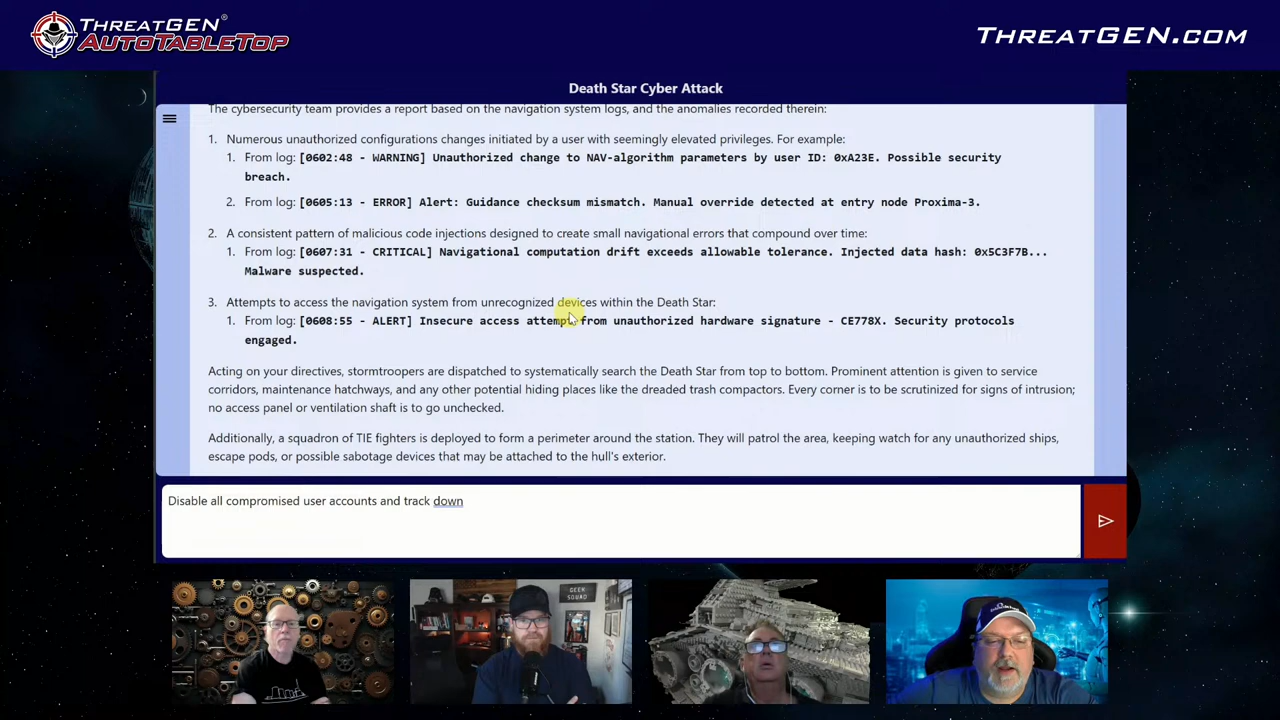 THREATGEN®
AUTOTABLETOP
THREATGEN.COM
Death Star Cyber Attack
The cybersecurity team provides a report based on the navigation system logs, and the anomalies recorded therein:
1. Numerous unauthorized configurations changes initiated by a user with seemingly elevated privileges. For example:
1. From log: [0602:48 - WARNING] Unauthorized change to NAV-algorithm parameters by user ID: 0xA23E. Possible security
breach.
2. From log: [0605:13 - ERROR] Alert: Guidance checksum mismatch. Manual override detected at entry node Proxima-3.
2. A consistent pattern of malicious code injections designed to create small navigational errors that compound over time:
1. From log: [0607:31 - CRITICAL] Navigational computation drift exceeds allowable tolerance. Injected data hash: 0x5C3F7B...
Malware suspected.
3. Attempts to access the navigation system from unrecognized devices within the Death Star:
1. From log: [0608:55 - ALERT] Insecure access attempt from unauthorized hardware signature - CE778X. Security protocols
engaged.
Acting on your directives, stormtroopers are dispatched to systematically search the Death Star from top to bottom. Prominent attention is given to service
corridors, maintenance hatchways, and any other potential hiding places like the dreaded trash compactors. Every corner is to be scrutinized for signs of intrusion;
no access panel or ventilation shaft is to go unchecked.
Additionally, a squadron of TIE fighters is deployed to form a perimeter around the station. They will patrol the area, keeping watch for any unauthorized ships,
escape pods, or possible sabotage devices that may be attached to the hull's exterior.
Disable all compromised user accounts and track down
GEEK
SQUAD